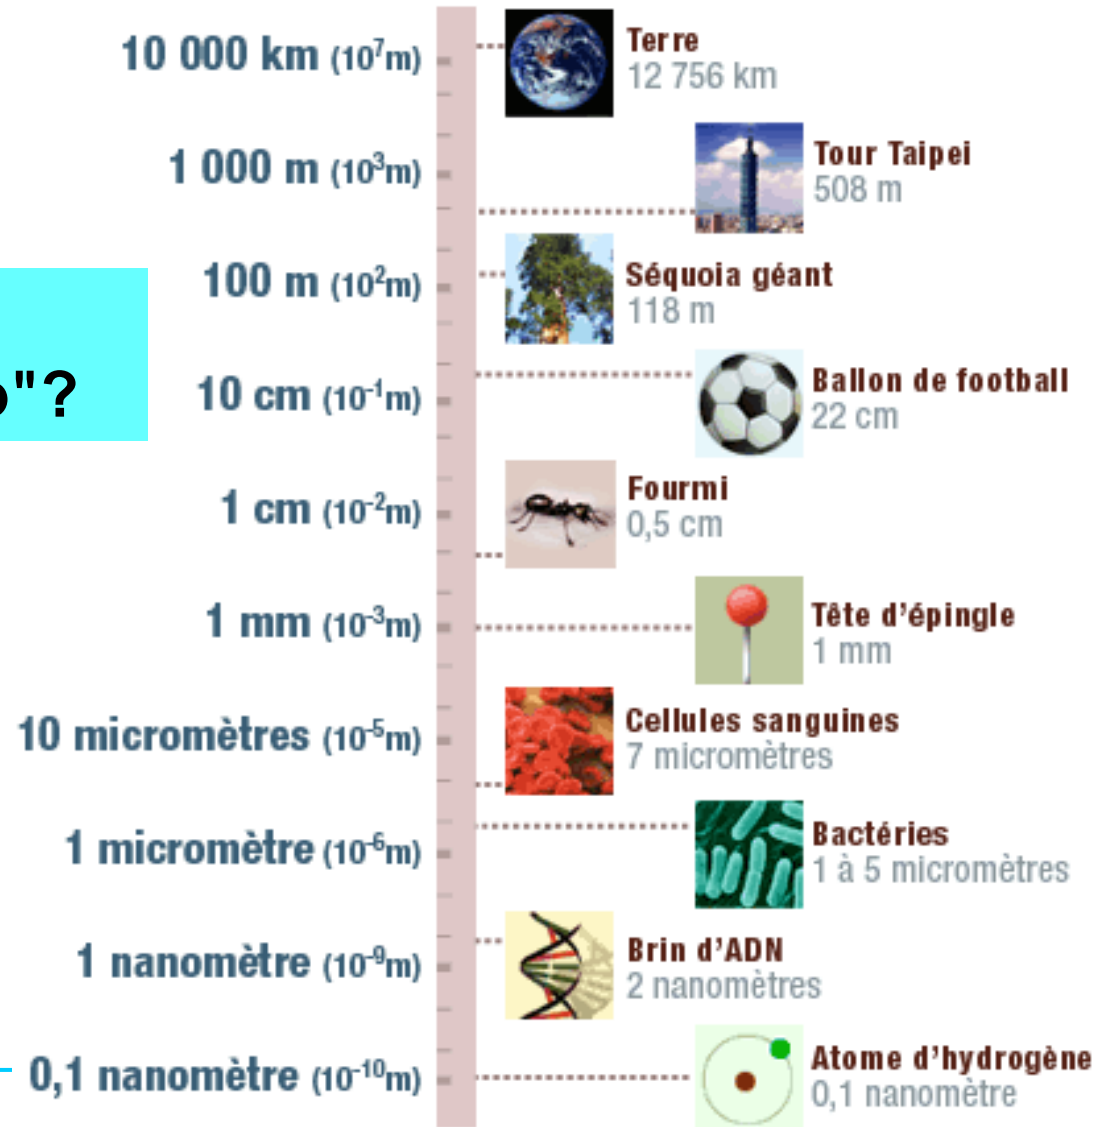 10 000 km (10⁷m)
Terre
12 756 km
1 000 m (10³m)
Tour Taipei
508 m
100 m (10²m)
Séquoia géant
118 m
"?
10 cm (10⁻¹m)
Ballon de football
22 cm
1 cm (10⁻²m)
Fourmi
0,5 cm
1 mm (10⁻³m)
Tête d’épingle
1 mm
10 micromètres (10⁻⁵m)
Cellules sanguines
7 micromètres
1 micromètre (10⁻⁶m)
Bactéries
1 à 5 micromètres
1 nanomètre (10⁻⁹m)
Brin d’ADN
2 nanomètres
0,1 nanomètre (10⁻¹⁰m)
Atome d’hydrogène
0,1 nanomètre